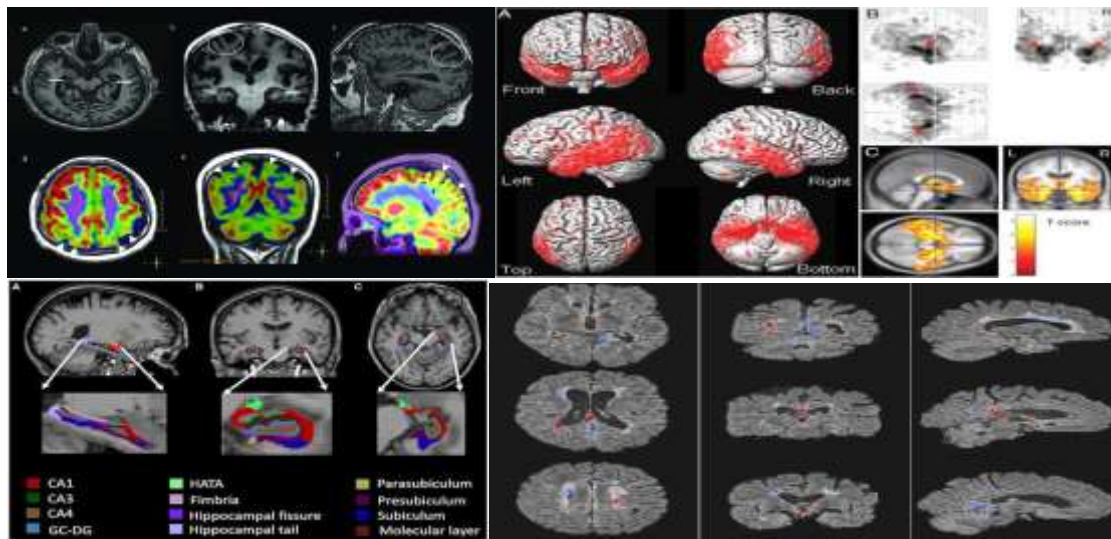 A
Front
Back
Left
Right
Top
Bottom
B
R
C
L
R
T score
A
B
C
CA1
HATA
Parasubiculum
CA3
Fimbria
Presubiculum
CA4
Hippocampal fissure
Subiculum
GC-DG
Hippocampal tail
Molecular layer